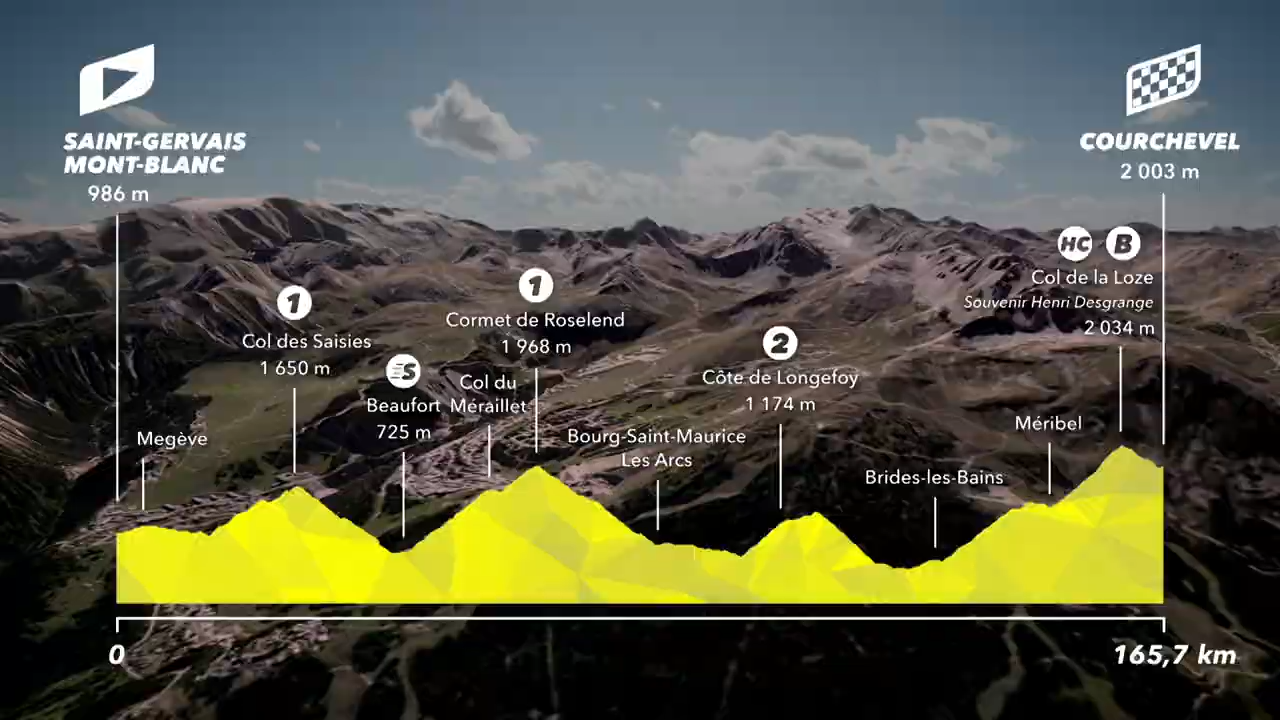 SAINT-GERVAIS
MONT-BLANC
986 m
COURCHEVEL
2 003 m
HC B
Col de la Loze
Souvenir Henri Desgrange
2 034 m
1
Col des Saisies
1 650 m
1
Cormet de Roselend
1 968 m
S
Beaufort
725 m
Col du
Méraillet
2
Côte de Longefoy
1 174 m
Megève
Bourg-Saint-Maurice
Les Arcs
Brides-les-Bains
Méribel
0
165,7 km